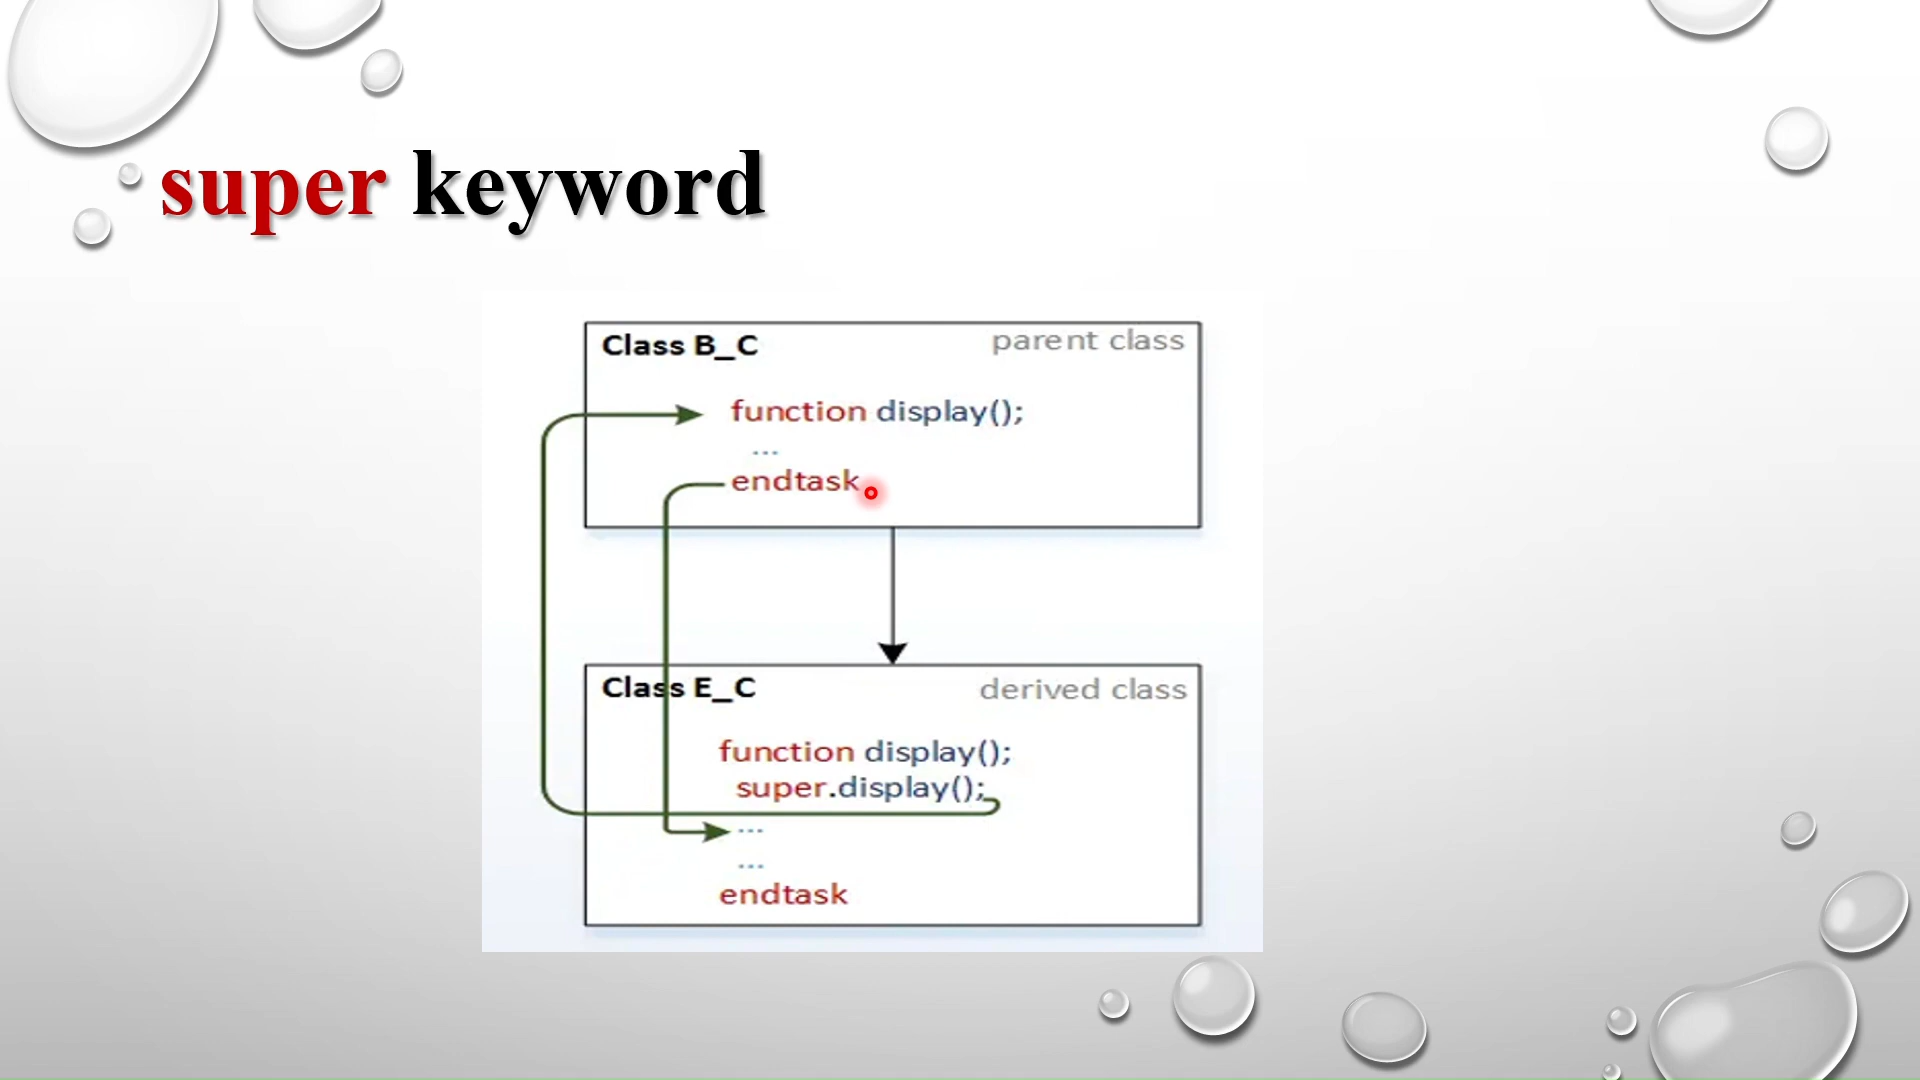 super keyword
Class B_C
parent class
function display();
...
endtask
Class E_C
derived class
function display();
super.display();
...
...
endtask